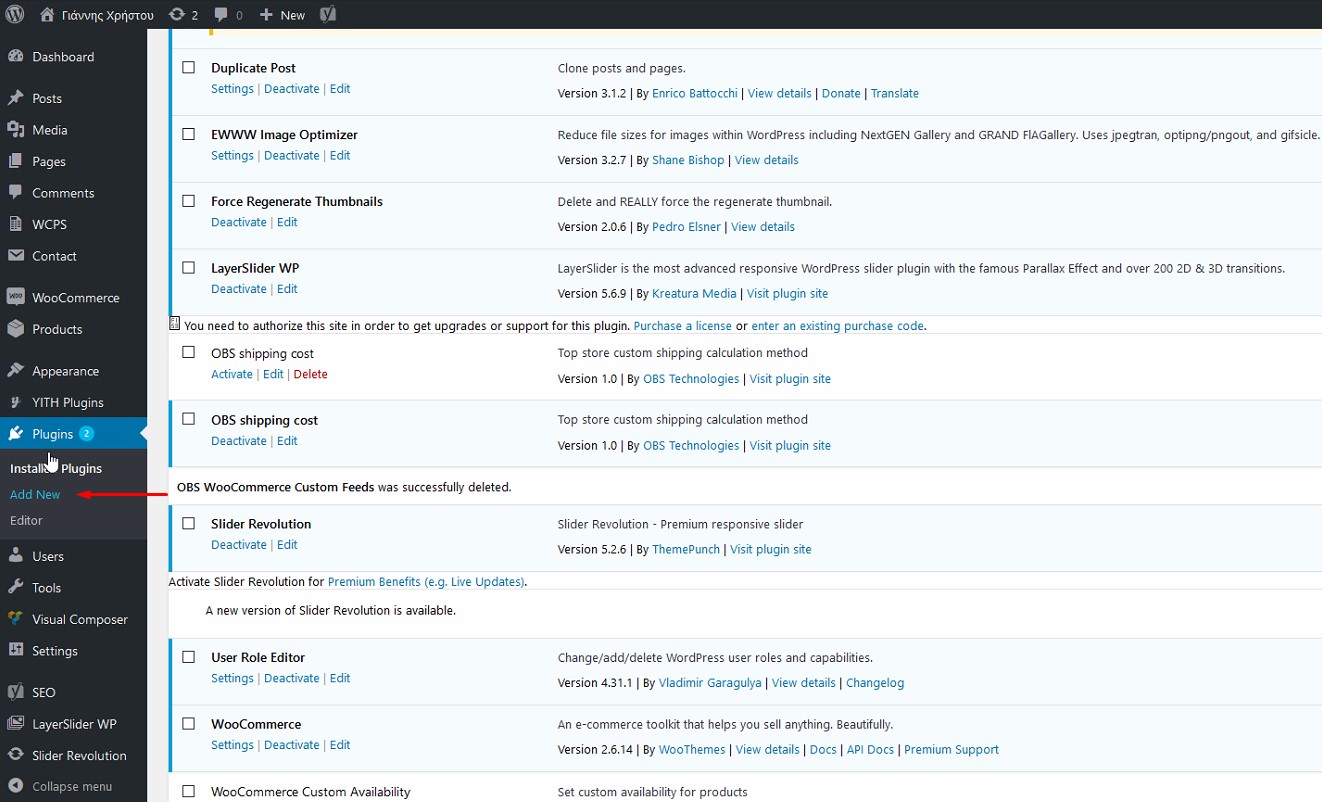 Γιάννης Χρήστου 2 0 New
Dashboard
Posts
Media
Pages
Comments
WCPS
Contact
WooCommerce
Products
Appearance
YITH Plugins
Plugins 2
Installed Plugins
Add New
Editor
Users
Tools
Visual Composer
Settings
SEO
LayerSlider WP
Slider Revolution
Collapse menu
Duplicate Post Clone posts and pages.
Settings | Deactivate | Edit Version 3.1.2 | By Enrico Battocchi | View details | Donate | Translate
EWWW Image Optimizer Reduce file sizes for images within WordPress including NextGEN Gallery and GRAND FlAGallery. Uses jpegtran, optipng/pngout, and gifsicle.
Settings | Deactivate | Edit Version 3.2.7 | By Shane Bishop | View details
Force Regenerate Thumbnails Delete and REALLY force the regenerate thumbnail.
Deactivate | Edit Version 2.0.6 | By Pedro Elsner | View details
LayerSlider WP LayerSlider is the most advanced responsive WordPress slider plugin with the famous Parallax Effect and over 200 2D & 3D transitions.
Deactivate | Edit Version 5.6.9 | By Kreatura Media | Visit plugin site
You need to authorize this site in order to get upgrades or support for this plugin. Purchase a license or enter an existing purchase code.
OBS shipping cost Top store custom shipping calculation method
Activate | Edit | Delete Version 1.0 | By OBS Technologies | Visit plugin site
OBS shipping cost Top store custom shipping calculation method
Deactivate | Edit Version 1.0 | By OBS Technologies | Visit plugin site
OBS WooCommerce Custom Feeds was successfully deleted.
Slider Revolution Slider Revolution - Premium responsive slider
Deactivate | Edit Version 5.2.6 | By ThemePunch | Visit plugin site
Activate Slider Revolution for Premium Benefits (e.g. Live Updates).
A new version of Slider Revolution is available.
User Role Editor Change/add/delete WordPress user roles and capabilities.
Settings | Deactivate | Edit Version 4.31.1 | By Vladimir Garagulya | View details | Changelog
WooCommerce An e-commerce toolkit that helps you sell anything. Beautifully.
Settings | Deactivate | Edit Version 2.6.14 | By WooThemes | View details | Docs | API Docs | Premium Support
WooCommerce Custom Availability Set custom availability for products